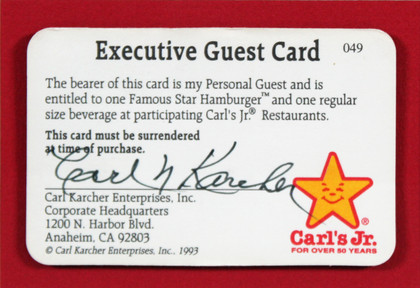 Executive Guest Card 049
The bearer of this card is my Personal Guest and is
entitled to one Famous Star Hamburger™ and one regular
size beverage at participating Carl's Jr.® Restaurants.
This card must be surrendered
at time of purchase.
Carl N Karcher
Carl Karcher Enterprises, Inc.
Corporate Headquarters
1200 N. Harbor Blvd.
Anaheim, CA 92803
© Carl Karcher Enterprises, Inc., 1993
Carl's Jr.®
FOR OVER 50 YEARS